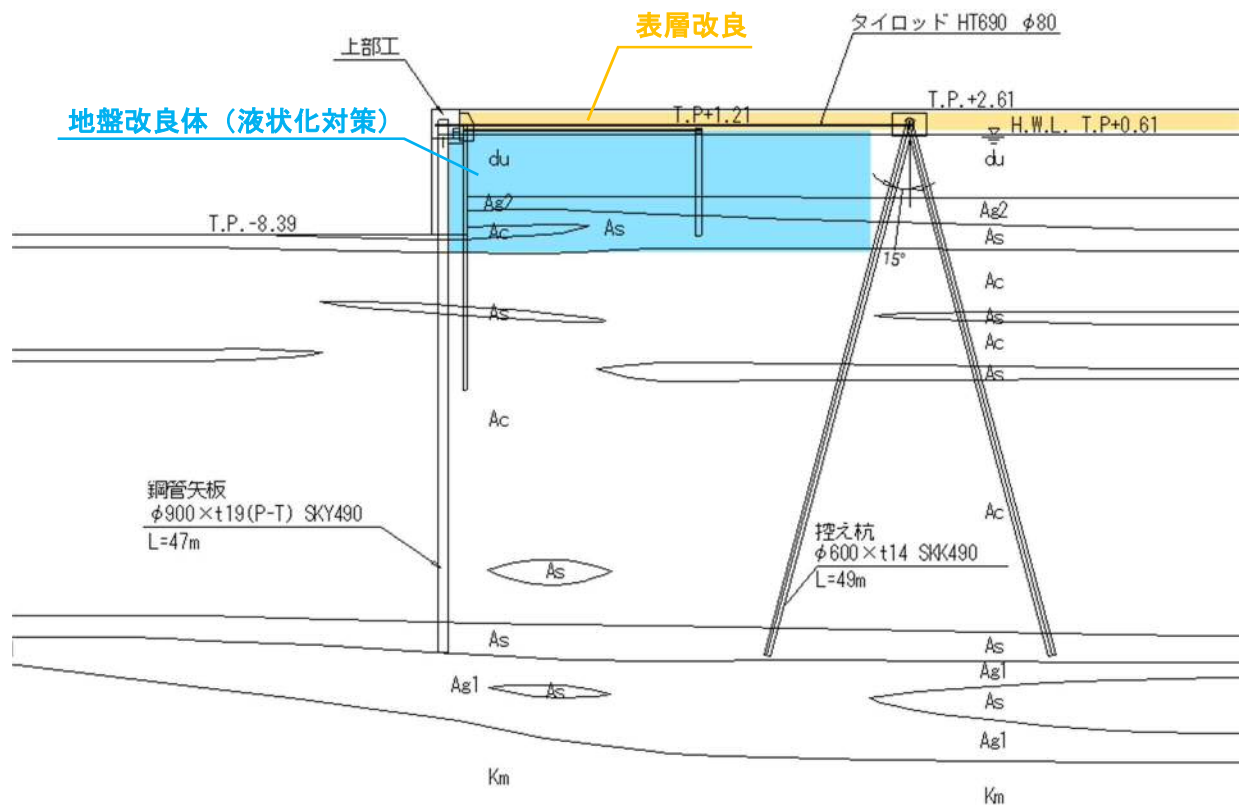 表層改良
タイロッド HT690 φ80
上部工
地盤改良体（液状化対策）
T.P.+2.61
T.P+1.21
H.W.L. T.P+0.61
du
du
Ag2
Ag2
T.P.-8.39
Ac
As
As
15°
Ac
As
As
Ac
As
Ac
鋼管矢板
φ900×t19(P-T) SKY490
L=47m
Ac
控え杭
φ600×t14 SKK490
L=49m
As
As
As
Ag1
Ag1
As
As
Ag1
Km
Km